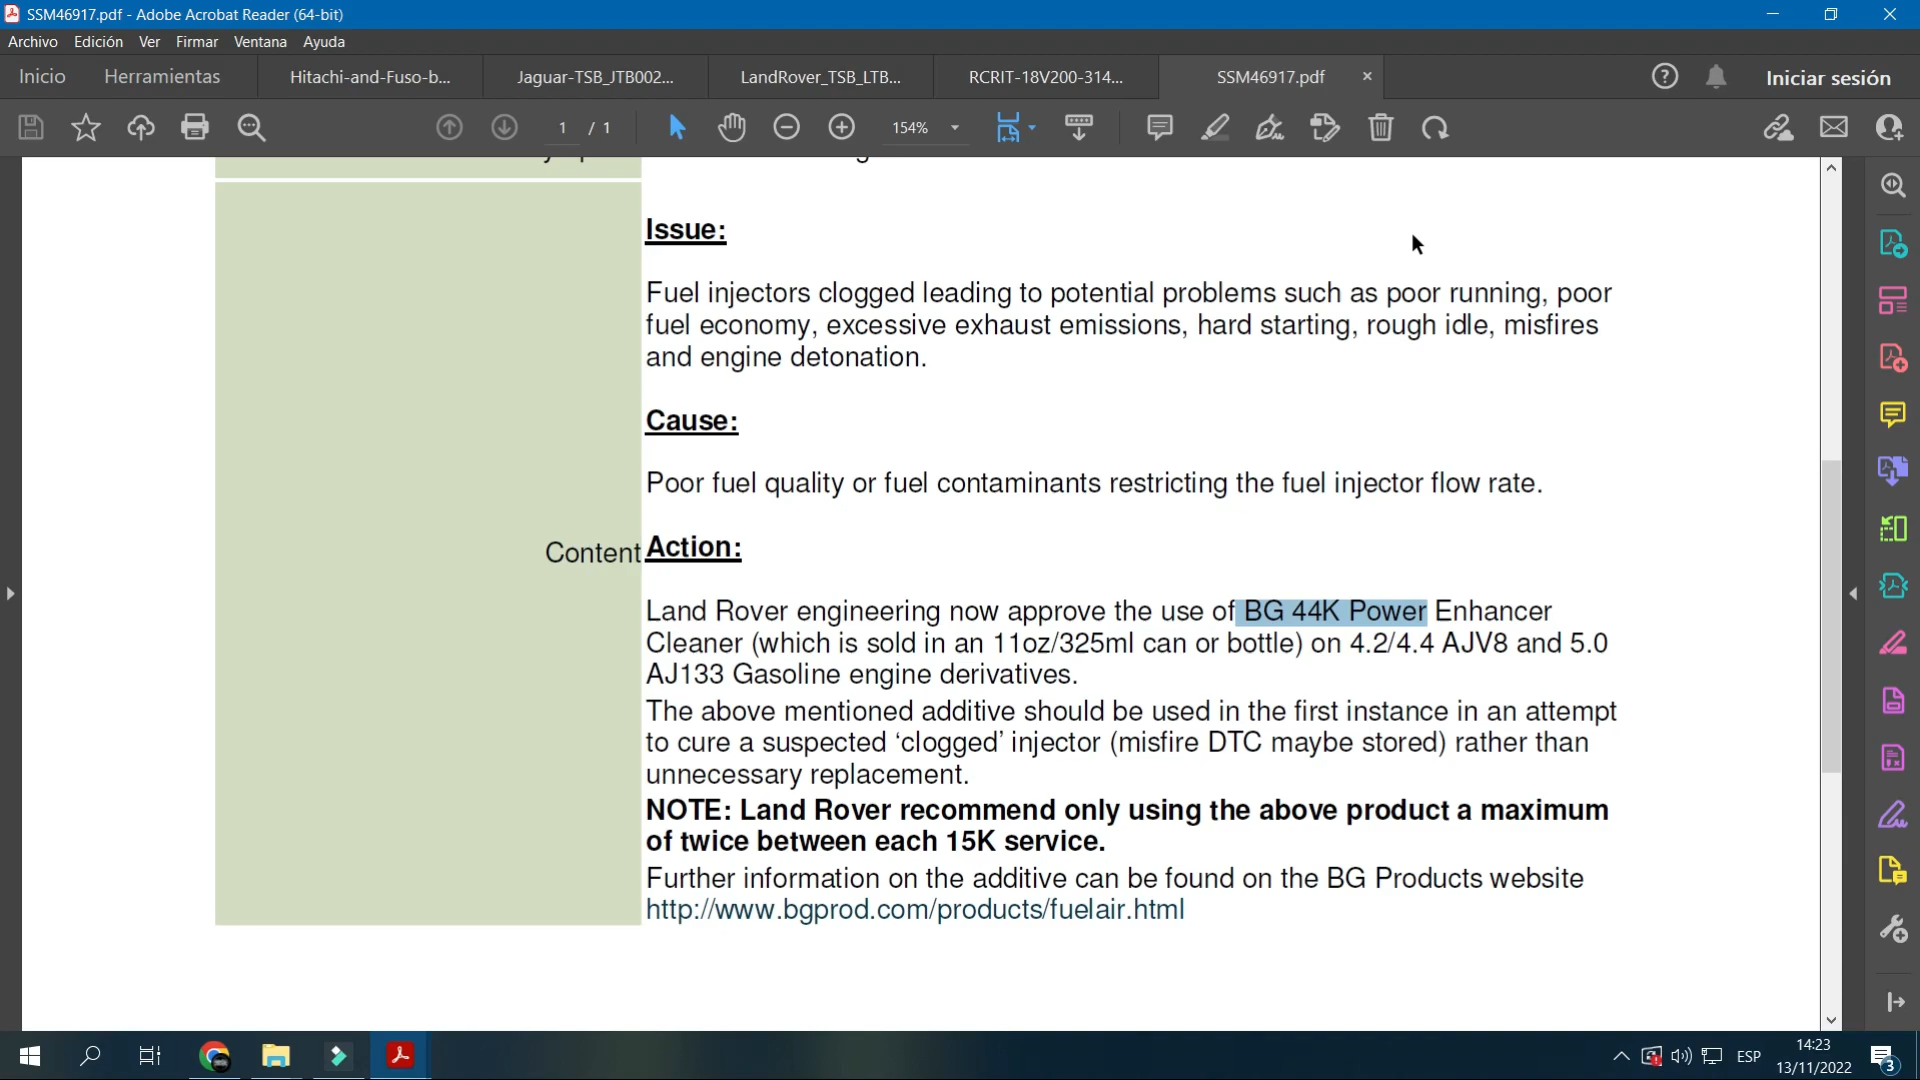 SSM46917.pdf - Adobe Acrobat Reader (64-bit)
Archivo Edición Ver Firmar Ventana Ayuda
Inicio Herramientas Hitachi-and-Fuso-b... Jaguar-TSB_JTB002... LandRover_TSB_LTB... RCRIT-18V200-314... SSM46917.pdf × Iniciar sesión
1 / 1 154%
Issue:
Fuel injectors clogged leading to potential problems such as poor running, poor
fuel economy, excessive exhaust emissions, hard starting, rough idle, misfires
and engine detonation.
Cause:
Poor fuel quality or fuel contaminants restricting the fuel injector flow rate.
Content Action:
Land Rover engineering now approve the use of BG 44K Power Enhancer
Cleaner (which is sold in an 11oz/325ml can or bottle) on 4.2/4.4 AJV8 and 5.0
AJ133 Gasoline engine derivatives.
The above mentioned additive should be used in the first instance in an attempt
to cure a suspected ‘clogged’ injector (misfire DTC maybe stored) rather than
unnecessary replacement.
NOTE: Land Rover recommend only using the above product a maximum
of twice between each 15K service.
Further information on the additive can be found on the BG Products website
http://www.bgprod.com/products/fuelair.html
ESP
14:23
13/11/2022
3